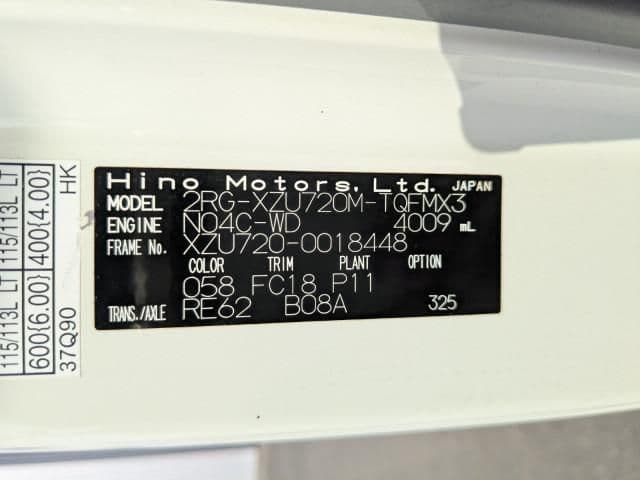 Hino Motors, Ltd. JAPAN
MODEL 2RG-XZU720M-TQFMX3
ENGINE N04C-WD 4009 mL
FRAME No. XZU720-0018448
COLOR TRIM PLANT OPTION
058 FC18 P11
TRANS./AXLE RE62 B08A 325
115/113L LT 115/113L LT
600{6.00} 400{4.00}
37Q90 HK